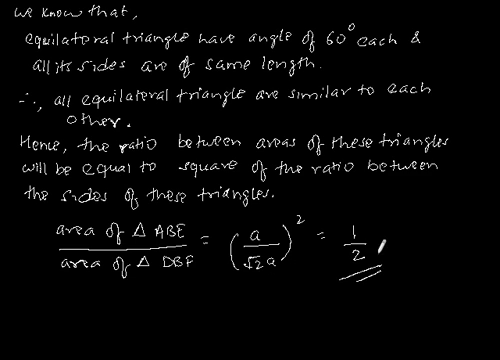 we know that,
equilateral triangle have angle of 60° each &
all its sides are of same length.
∴, all equilateral triangle are similar to each
other.
Hence, the ratio between areas of these triangles
will be equal to square of the ratio between
the sides of these triangles.
area of △ ABE / area of △ DBF = (a / √2a)² = 1/2